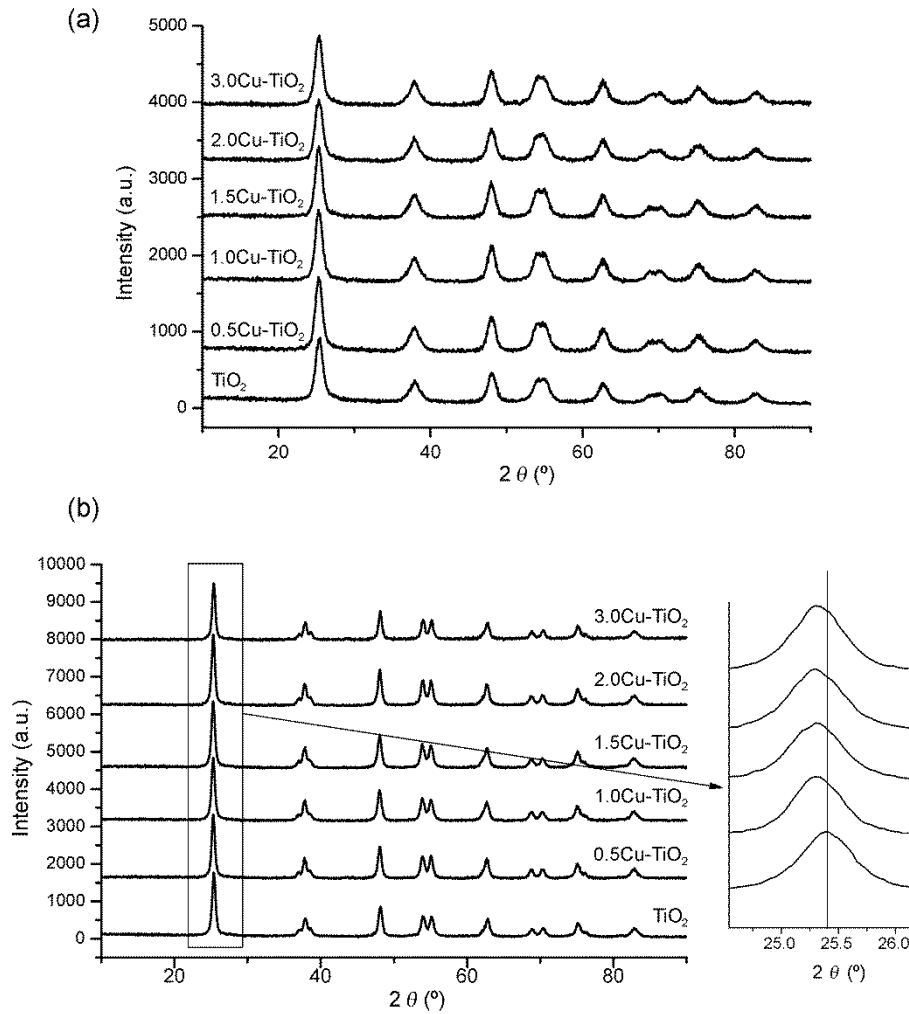 (a)
5000
4000
3000
2000
1000
0
Intensity (a.u.)
3.0Cu-TiO₂
2.0Cu-TiO₂
1.5Cu-TiO₂
1.0Cu-TiO₂
0.5Cu-TiO₂
TiO₂
20 40 60 80
2 θ (º)
(b)
10000
9000
8000
7000
6000
5000
4000
3000
2000
1000
0
Intensity (a.u.)
3.0Cu-TiO₂
2.0Cu-TiO₂
1.5Cu-TiO₂
1.0Cu-TiO₂
0.5Cu-TiO₂
TiO₂
20 40 60 80
2 θ (º)
25.0 25.5 26.0
2 θ (º)